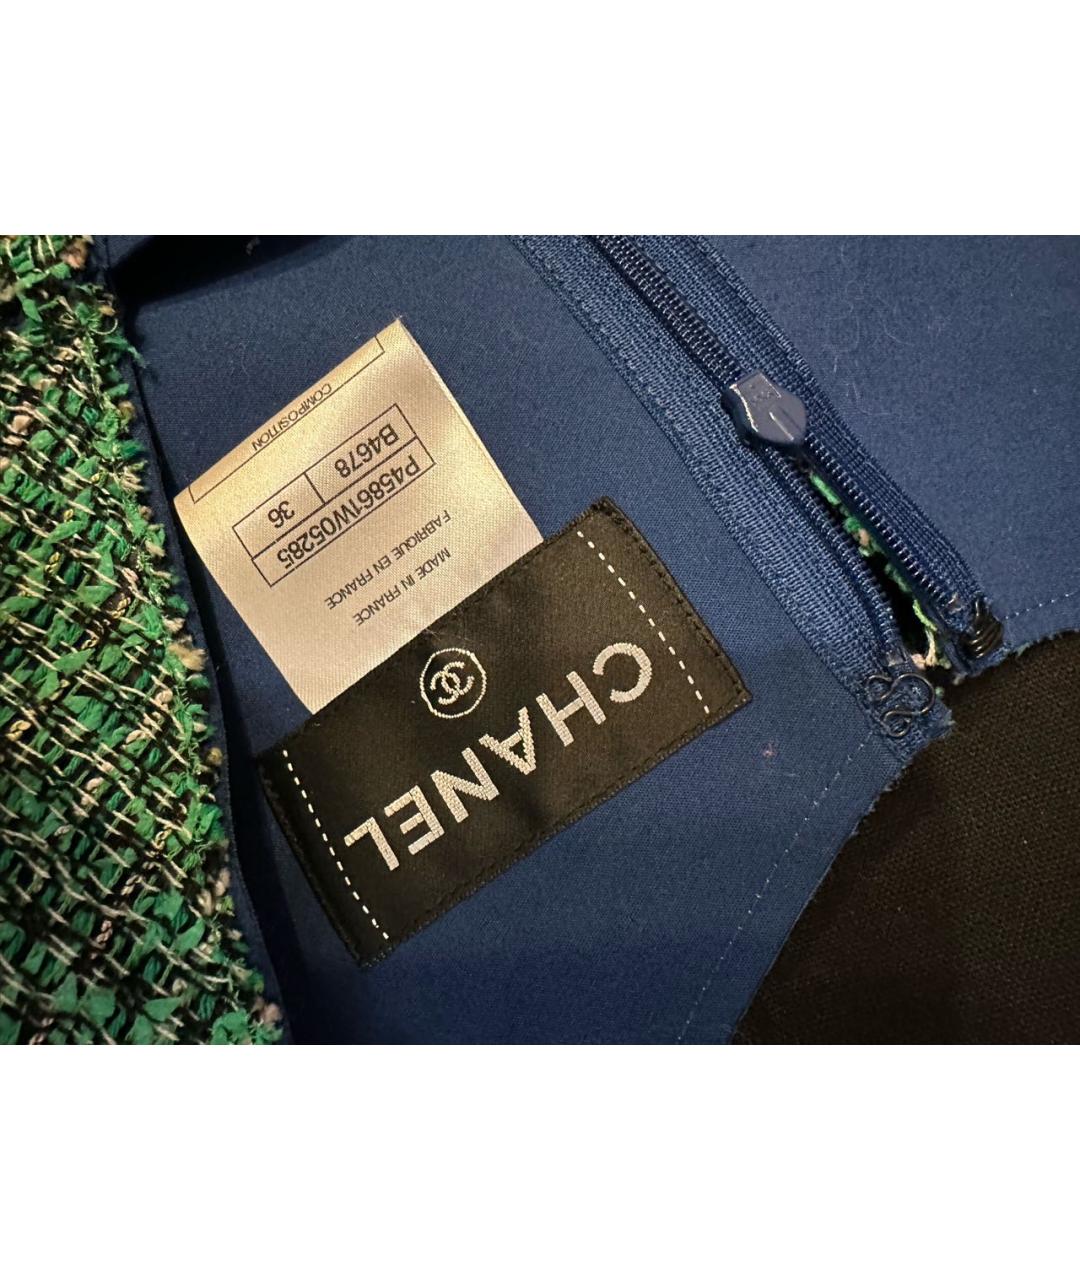 CHANEL
MADE IN FRANCE
FABRIQUE EN FRANCE
P45861W05285
B4678 36
COMPOSITION